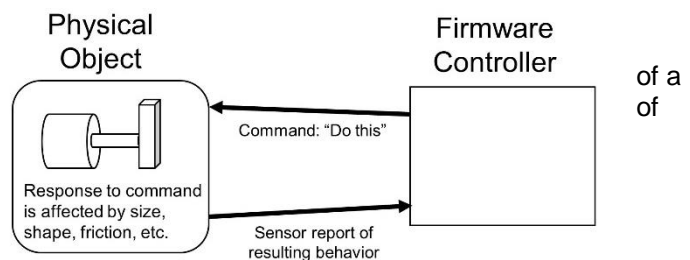 Physical
Object
Firmware
Controller
of a
of
Command: “Do this”
Response to command
is affected by size,
shape, friction, etc.
Sensor report of
resulting behavior